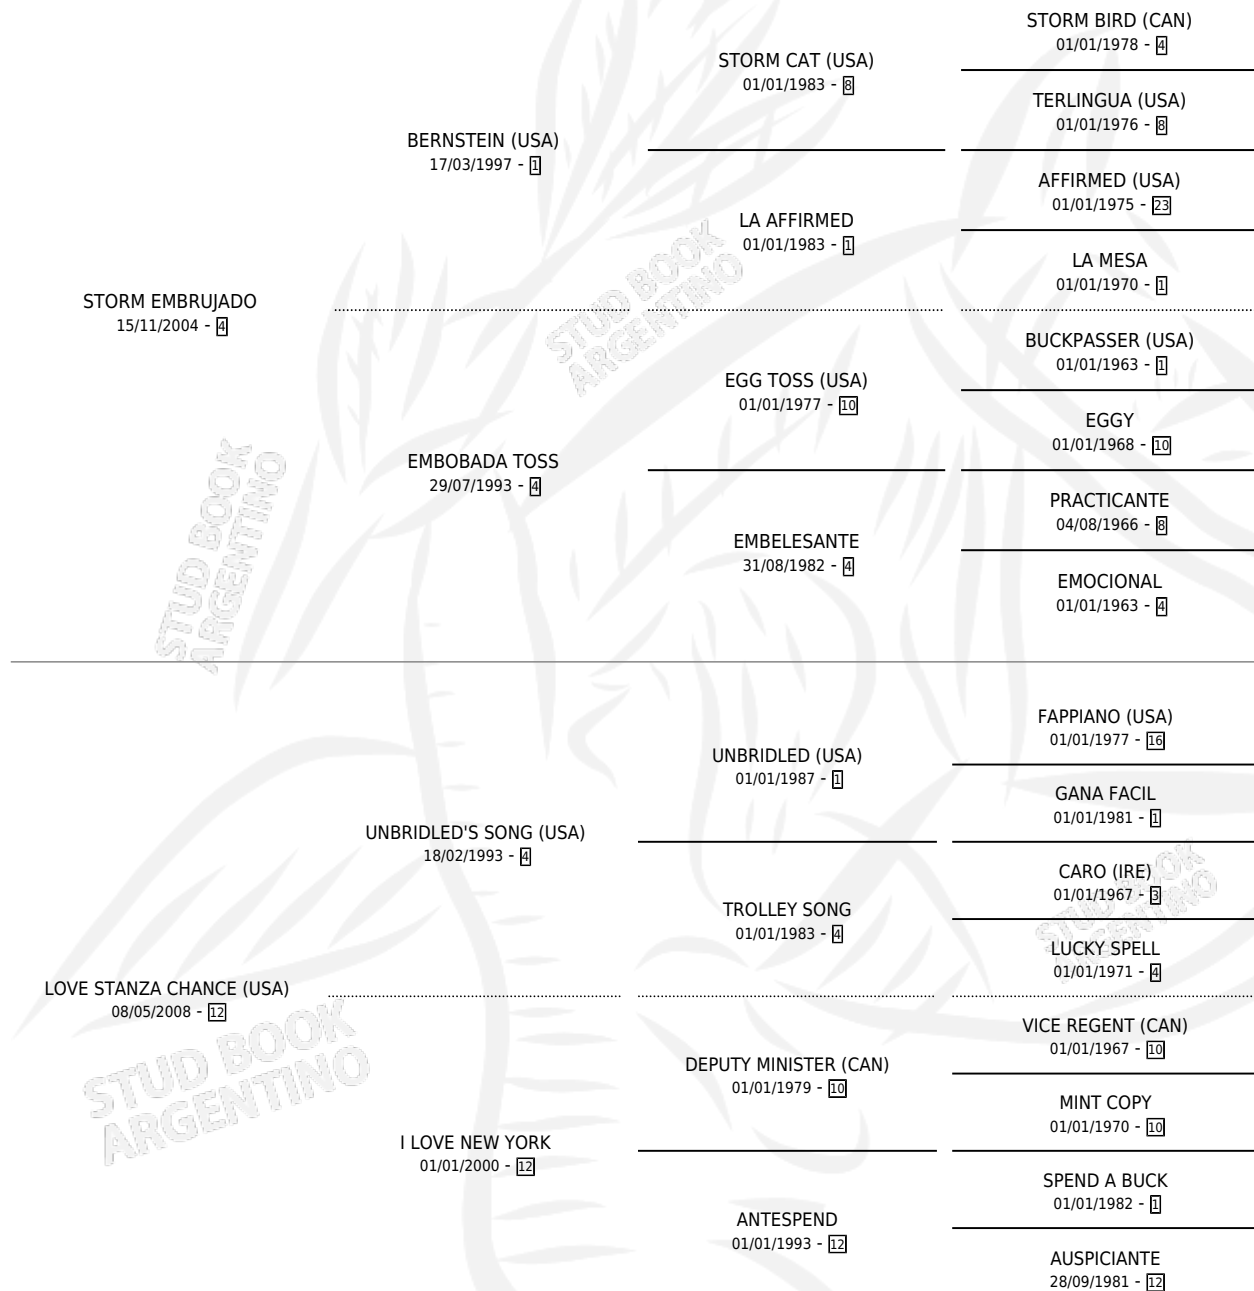 STORM BIRD (CAN)
01/01/1978 - 4
STORM CAT (USA)
01/01/1983 - 8
TERLINGUA (USA)
01/01/1976 - 8
BERNSTEIN (USA)
17/03/1997 - 1
AFFIRMED (USA)
01/01/1975 - 23
LA AFFIRMED
01/01/1983 - 1
LA MESA
01/01/1970 - 1
STORM EMBRUJADO
15/11/2004 - 4
BUCKPASSER (USA)
01/01/1963 - 1
EGG TOSS (USA)
01/01/1977 - 10
EGGY
01/01/1968 - 10
EMBOBADA TOSS
29/07/1993 - 4
PRACTICANTE
04/08/1966 - 8
EMBELESANTE
31/08/1982 - 4
EMOCIONAL
01/01/1963 - 4
FAPPIANO (USA)
01/01/1977 - 16
UNBRIDLED (USA)
01/01/1987 - 1
GANA FACIL
01/01/1981 - 1
UNBRIDLED'S SONG (USA)
18/02/1993 - 4
CARO (IRE)
01/01/1967 - 3
TROLLEY SONG
01/01/1983 - 4
LUCKY SPELL
01/01/1971 - 4
LOVE STANZA CHANCE (USA)
08/05/2008 - 12
VICE REGENT (CAN)
01/01/1967 - 10
DEPUTY MINISTER (CAN)
01/01/1979 - 10
MINT COPY
01/01/1970 - 10
I LOVE NEW YORK
01/01/2000 - 12
SPEND A BUCK
01/01/1982 - 1
ANTESPEND
01/01/1993 - 12
AUSPICIANTE
28/09/1981 - 12
STUD BOOK
ARGENTINO
STUD BOOK
ARGENTINO
STUD BOOK
ARGENTINO
STUD BOOK
ARGENTINO